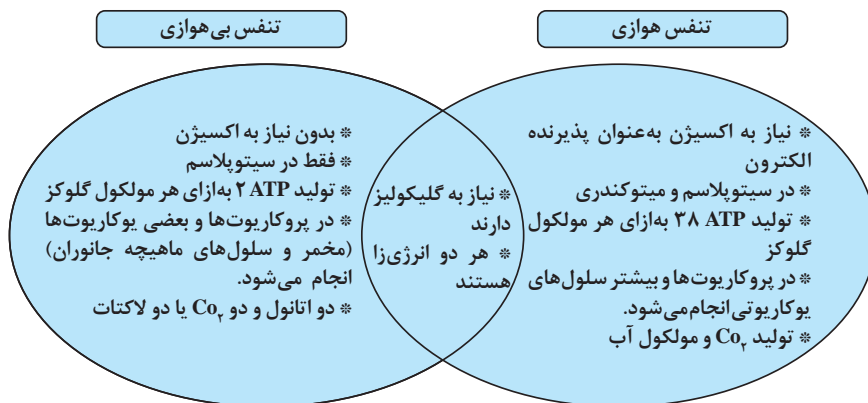 تنفس هوازی
تنفس بی‌هوازی
* نیاز به اکسیژن به‌عنوان پذیرنده
الکترون
* در سیتوپلاسم و میتوکندری
* تولید ۳۸ ATP به‌ازای هر مولکول
گلوکز
* در پروکاریوت‌ها و بیشتر سلول‌های
یوکاریوتی انجام می‌شود.
* تولید Co۲ و مولکول آب
* نیاز به گلیکولیز
دارند
* هر دو انرژی‌زا
هستند
* بدون نیاز به اکسیژن
* فقط در سیتوپلاسم
* تولید ۲ ATP به‌ازای هر مولکول گلوکز
* در پروکاریوت‌ها و بعضی یوکاریوت‌ها
(مخمر و سلول‌های ماهیچه جانوران)
انجام می‌شود.
* دو اتانول و دو Co۲ یا دو لاکتات